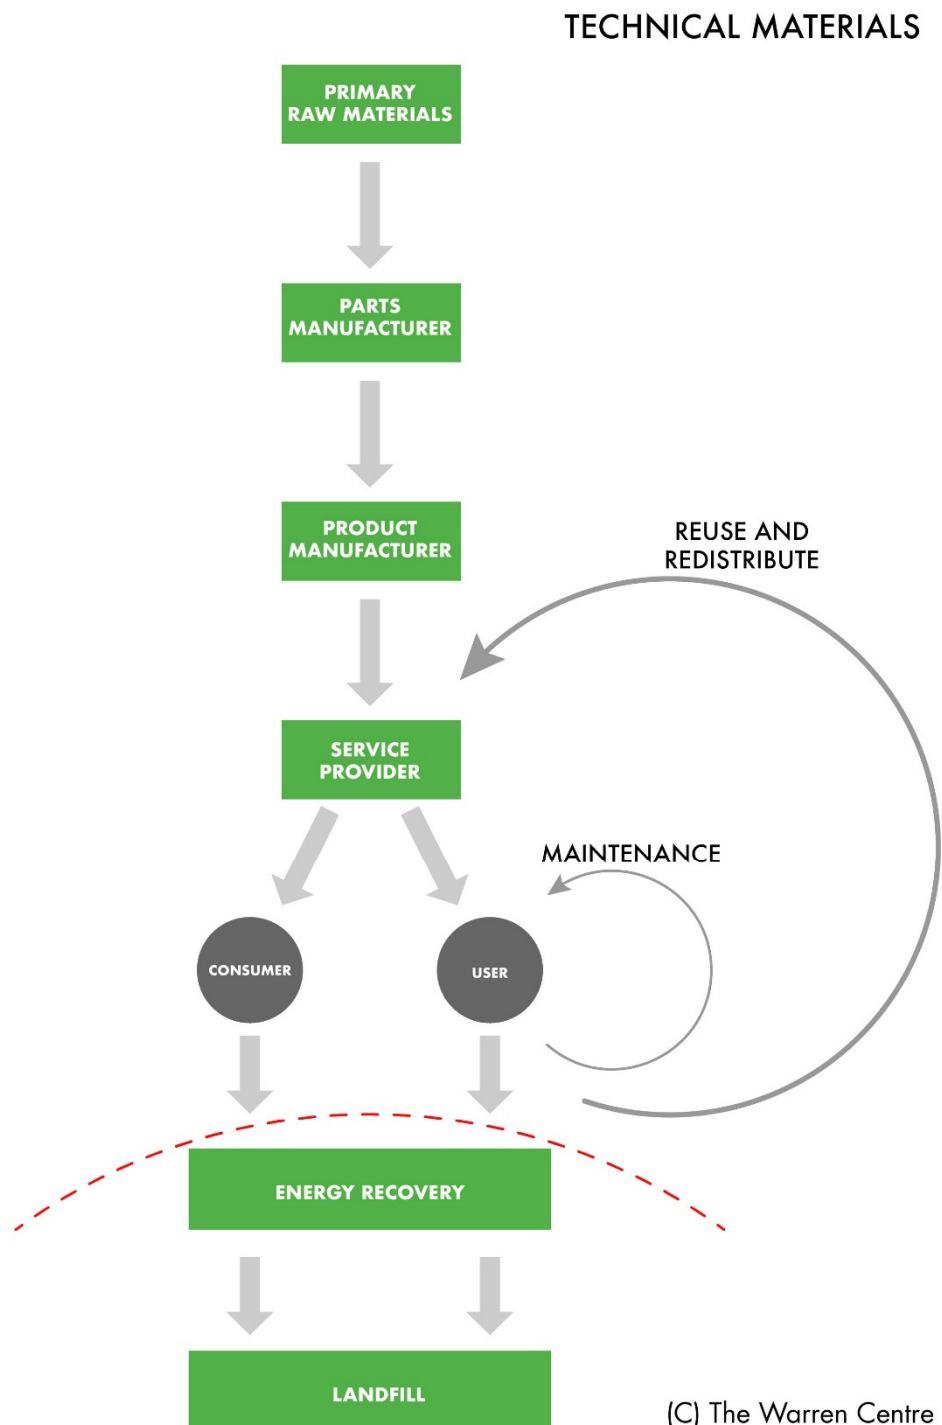 TECHNICAL MATERIALS
PRIMARY
RAW MATERIALS
PARTS
MANUFACTURER
PRODUCT
MANUFACTURER
REUSE AND
REDISTRIBUTE
SERVICE
PROVIDER
MAINTENANCE
CONSUMER
USER
ENERGY RECOVERY
LANDFILL
(C) The Warren Centre